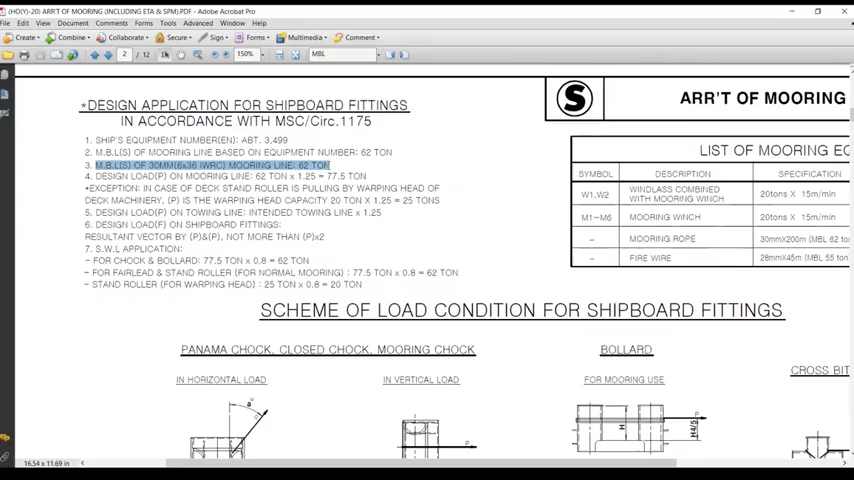 (HO(Y)-20) ARR'T OF MOORING (INCLUDING ETA & SPM).PDF - Adobe Acrobat Pro
File Edit View Document Comments Forms Tools Advanced Window Help
Create Combine Collaborate Secure Sign Forms Multimedia Comment
2 / 12 150% MBL
*DESIGN APPLICATION FOR SHIPBOARD FITTINGS
IN ACCORDANCE WITH MSC/Circ.1175
1. SHIP'S EQUIPMENT NUMBER(EN): ABT. 3,499
2. M.B.L(S) OF MOORING LINE BASED ON EQUIPMENT NUMBER: 62 TON
3. M.B.L(S) OF 30MM(6x36 IWRC) MOORING LINE: 62 TON
4. DESIGN LOAD(P) ON MOORING LINE: 62 TON x 1.25 = 77.5 TON
*EXCEPTION: IN CASE OF DECK STAND ROLLER IS PULLING BY WARPING HEAD OF
DECK MACHINERY, (P) IS THE WARPING HEAD CAPACITY 20 TON X 1.25 = 25 TONS
5. DESIGN LOAD(P) ON TOWING LINE: INTENDED TOWING LINE x 1.25
6. DESIGN LOAD(F) ON SHIPBOARD FITTINGS:
RESULTANT VECTOR BY (P)&(P), NOT MORE THAN (P)x2
7. S.W.L APPLICATION:
- FOR CHOCK & BOLLARD: 77.5 TON x 0.8 = 62 TON
- FOR FAIRLEAD & STAND ROLLER (FOR NORMAL MOORING) : 77.5 TON x 0.8 = 62 TON
- STAND ROLLER (FOR WARPING HEAD) : 25 TON x 0.8 = 20 TON
S ARR'T OF MOORING
LIST OF MOORING EQ
SYMBOL DESCRIPTION SPECIFICATION
W1,W2 WINDLASS COMBINED WITH MOORING WINCH 20tons X 15m/min
M1~M6 MOORING WINCH 20tons X 15m/min
- MOORING ROPE 30mmX200m (MBL 62 to
- FIRE WIRE 28mmX45m (MBL 55 ton
SCHEME OF LOAD CONDITION FOR SHIPBOARD FITTINGS
PANAMA CHOCK, CLOSED CHOCK, MOORING CHOCK BOLLARD
CROSS BIT
IN HORIZONTAL LOAD IN VERTICAL LOAD FOR MOORING USE
a°
P
P
P
H
H4/5
16.54 x 11.69 in